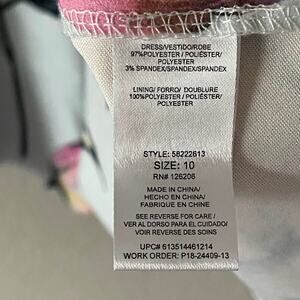 DRESS/VESTIDO/ROBE
97%POLYESTER / POLIÉSTER/
POLYESTER
3% SPANDEX/SPANDEX/SPANDEX
LINING/ FORRO/ DOUBLURE
100%POLYESTER / POLIÉSTER/
POLYESTER
STYLE: 58222613
SIZE: 10
RN# 126206
MADE IN CHINA/
HECHO EN CHINA/
FABRIQUE EN CHINE
SEE REVERSE FOR CARE /
VER AL DORSO PARA EL CUIDADO/
VOIR REVERSE DES SOINS
UPC# 613514461214
WORK ORDER: P18-24409-13